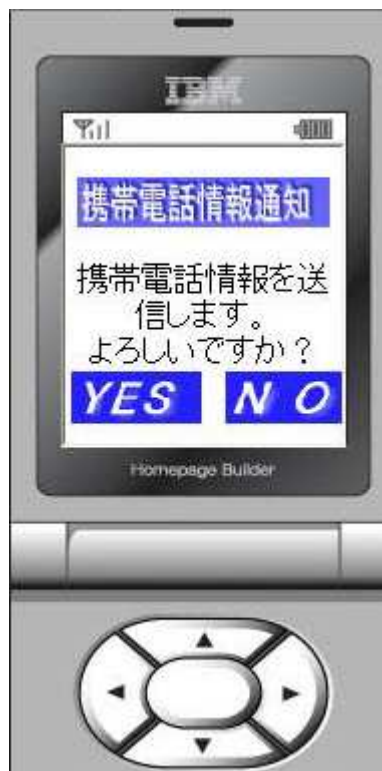 IBM
携帯電話情報通知
携帯電話情報を送
信します。
よろしいですか？
YES NO
Homepage Builder